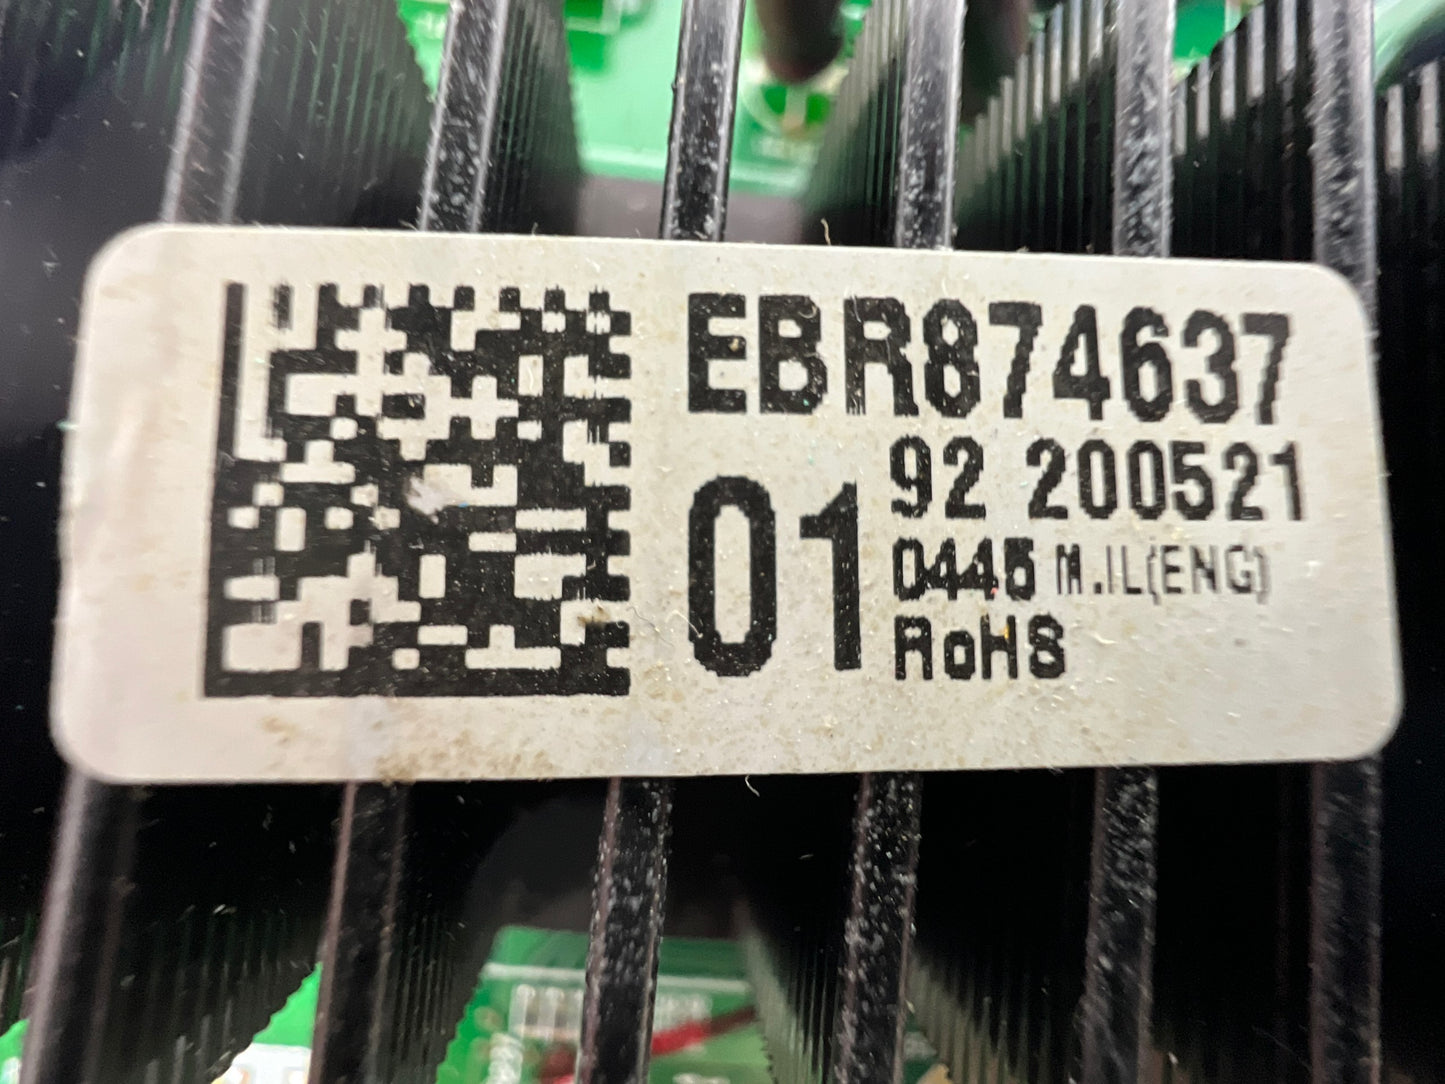 EBR874637
01 92 200521
0445 M.IL(ENG)
RoHS